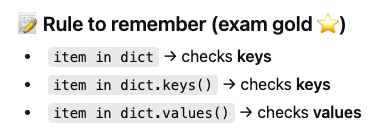 📝 Rule to remember (exam gold ⭐)
• item in dict → checks keys
• item in dict.keys() → checks keys
• item in dict.values() → checks values